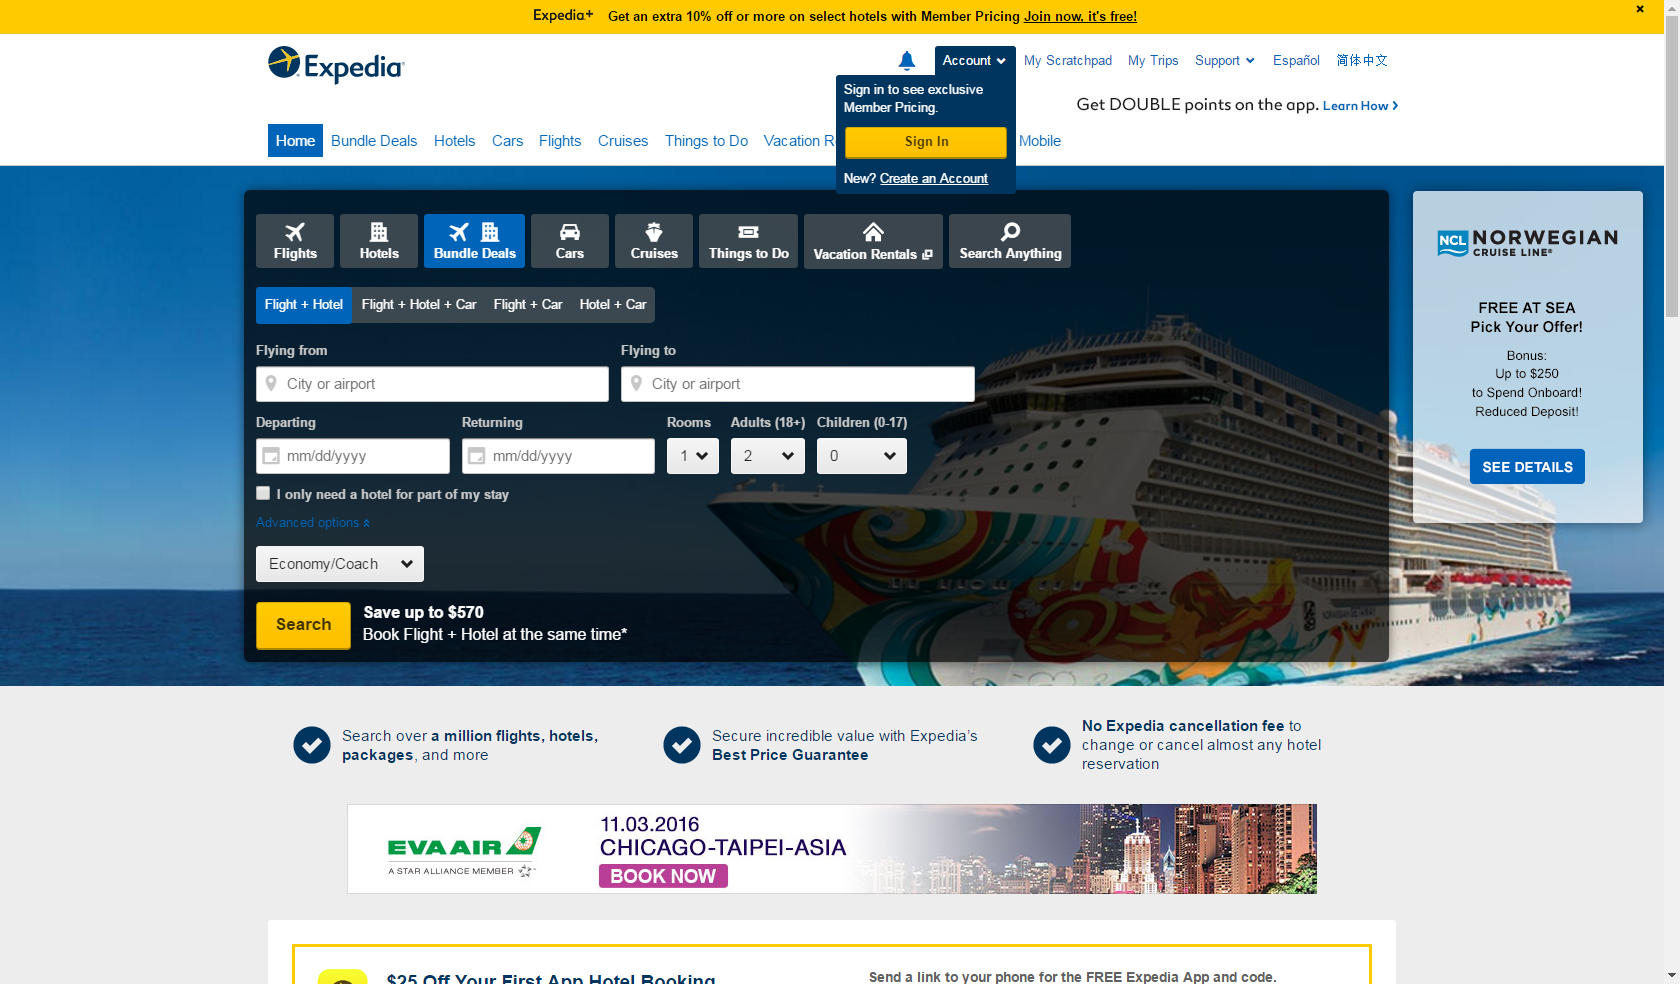 Expedia+ Get an extra 10% off or more on select hotels with Member Pricing Join now, it's free!
Expedia
Account My Scratchpad My Trips Support Español 简体中文
Sign in to see exclusive
Member Pricing.
Sign In
New? Create an Account
Get DOUBLE points on the app. Learn How
Home Bundle Deals Hotels Cars Flights Cruises Things to Do Vacation R Mobile
Flights Hotels Bundle Deals Cars Cruises Things to Do Vacation Rentals Search Anything
Flight + Hotel Flight + Hotel + Car Flight + Car Hotel + Car
Flying from Flying to
City or airport City or airport
Departing Returning Rooms Adults (18+) Children (0-17)
mm/dd/yyyy mm/dd/yyyy 1 2 0
I only need a hotel for part of my stay
Advanced options
Economy/Coach
Search
Save up to $570
Book Flight + Hotel at the same time*
NCL NORWEGIAN
CRUISE LINE®
FREE AT SEA
Pick Your Offer!
Bonus:
Up to $250
to Spend Onboard!
Reduced Deposit!
SEE DETAILS
Search over a million flights, hotels,
packages, and more
Secure incredible value with Expedia's
Best Price Guarantee
No Expedia cancellation fee to
change or cancel almost any hotel
reservation
EVA AIR
A STAR ALLIANCE MEMBER
11.03.2016
CHICAGO-TAIPEI-ASIA
BOOK NOW
$25 Off Your First App Hotel Booking
Send a link to your phone for the FREE Expedia App and code.